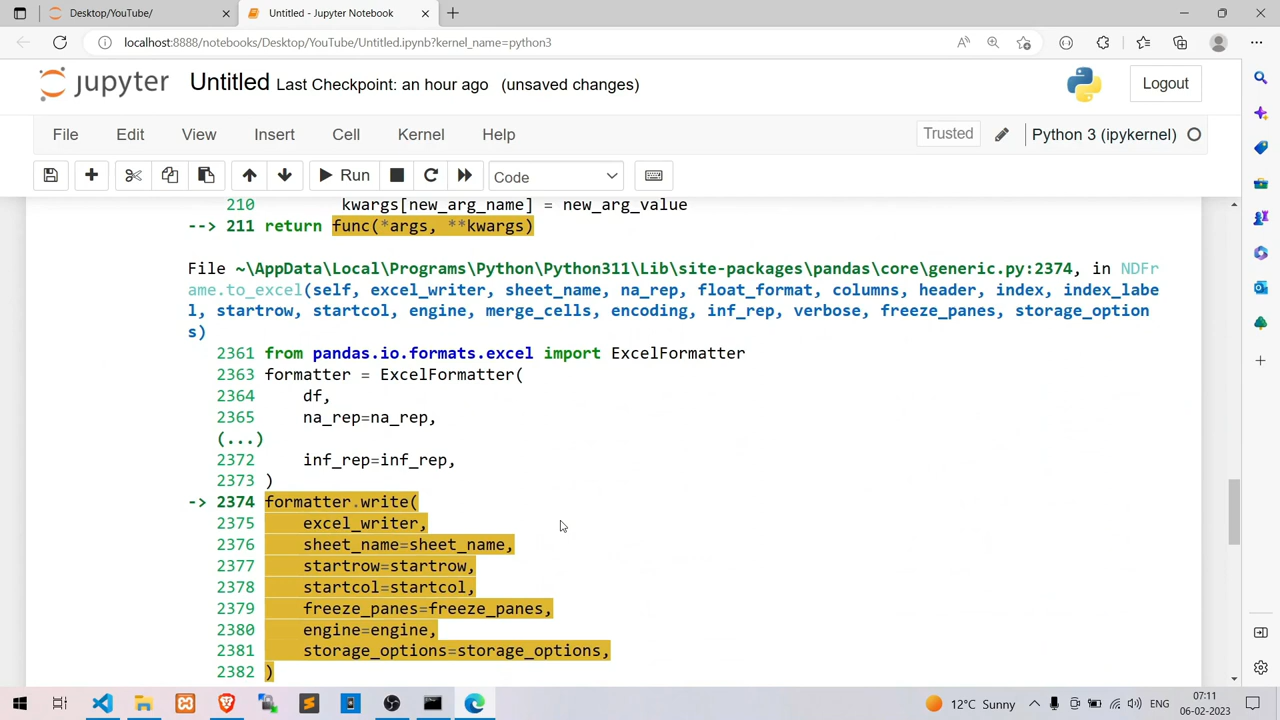 Desktop/YouTube/
Untitled - Jupyter Notebook
localhost:8888/notebooks/Desktop/YouTube/Untitled.ipynb?kernel_name=python3
jupyter Untitled Last Checkpoint: an hour ago (unsaved changes)
Logout
File Edit View Insert Cell Kernel Help
Trusted
Python 3 (ipykernel)
Run
Code
210 kwargs[new_arg_name] = new_arg_value
--> 211 return func(*args, **kwargs)
File ~\AppData\Local\Programs\Python\Python311\Lib\site-packages\pandas\core\generic.py:2374, in NDFr
ame.to_excel(self, excel_writer, sheet_name, na_rep, float_format, columns, header, index, index_labe
l, startrow, startcol, engine, merge_cells, encoding, inf_rep, verbose, freeze_panes, storage_option
s)
2361 from pandas.io.formats.excel import ExcelFormatter
2363 formatter = ExcelFormatter(
2364 df,
2365 na_rep=na_rep,
(...)
2372 inf_rep=inf_rep,
2373 )
-> 2374 formatter.write(
2375 excel_writer,
2376 sheet_name=sheet_name,
2377 startrow=startrow,
2378 startcol=startcol,
2379 freeze_panes=freeze_panes,
2380 engine=engine,
2381 storage_options=storage_options,
2382 )
12°C Sunny
ENG
07:11
06-02-2023